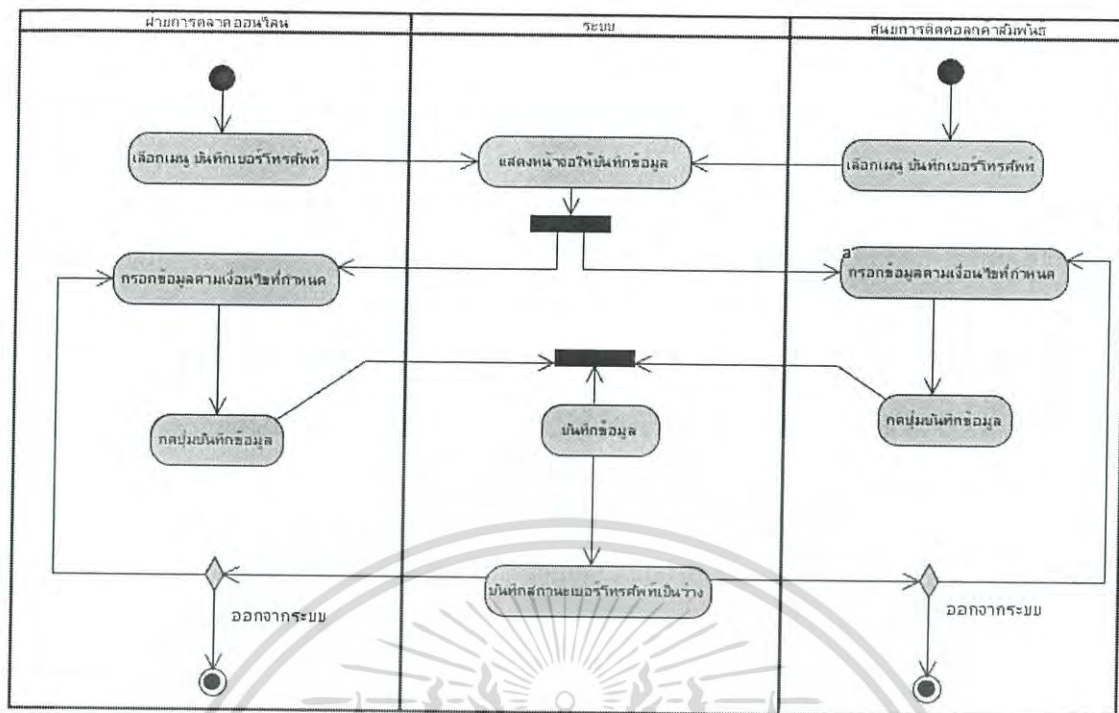 ฝ่ายการตลาดออนไลน์
ระบบ
ศูนย์การติดต่อลูกค้าสัมพันธ์
เลือกเมนู บันทึกเบอร์โทรศัพท์
แสดงหน้าจอให้บันทึกข้อมูล
เลือกเมนู บันทึกเบอร์โทรศัพท์
กรอกข้อมูลตามเงื่อนไขที่กำหนด
a
กรอกข้อมูลตามเงื่อนไขที่กำหนด
กดปุ่มบันทึกข้อมูล
บันทึกข้อมูล
กดปุ่มบันทึกข้อมูล
บันทึกสถานะเบอร์โทรศัพท์เป็นว่าง
ออกจากระบบ
ออกจากระบบ